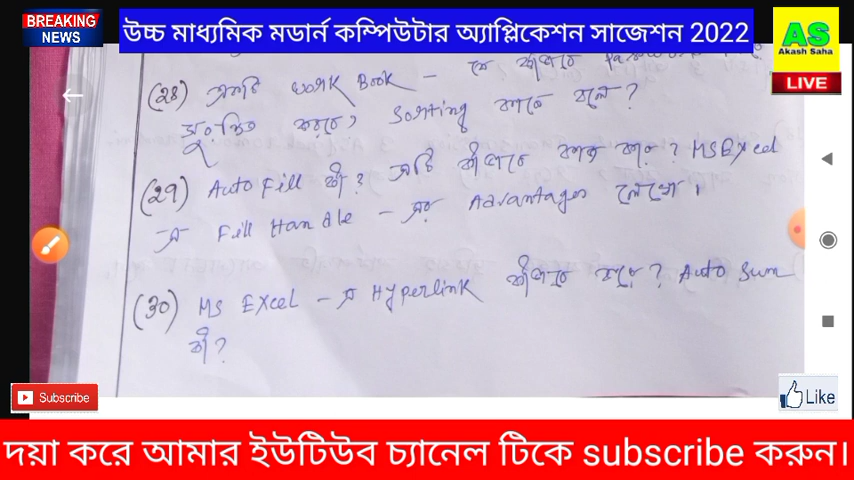 BREAKING
NEWS
উচ্চ মাধ্যমিক মডার্ন কম্পিউটার অ্যাপ্লিকেশন সাজেশন 2022
AS
Akash Saha
LIVE
(28) একটি Work Book – কে কীভাবে Password
সুরক্ষিত করবে? Sorting কাকে বলে?
(29) Auto Fill কী? এটি কীভাবে কাজ করে? MS Excel
এ Fill Handle – এর Advantages লেখো।
(30) MS Excel – এ Hyperlink কীভাবে করবে? Auto Sum
কী?
Subscribe
Like
দয়া করে আমার ইউটিউব চ্যানেল টিকে subscribe করুন।